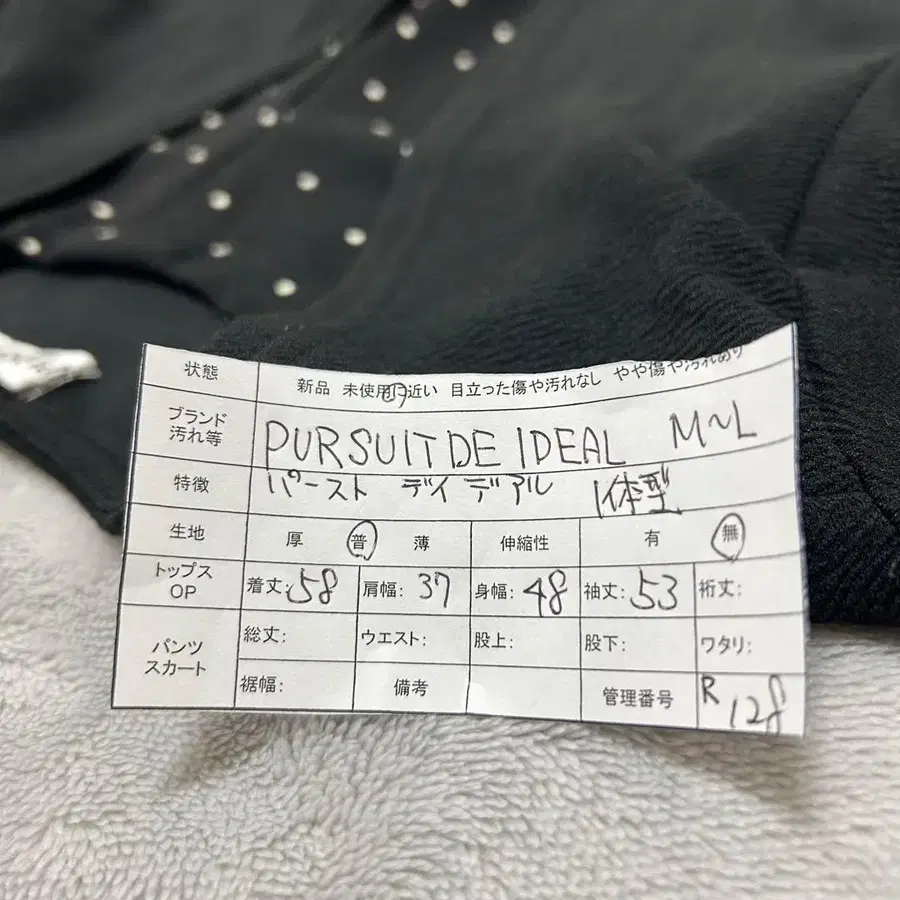 状態 新品 未使用に近い 目立った傷や汚れなし やや傷や汚れあり
ブランド 汚れ等 PURSUIT DE IDEAL M~L
特徴 パースト デイ デアル 1体型
生地 厚 普 薄 伸縮性 有 無
トップス OP 着丈:58 肩幅:37 身幅:48 袖丈:53 裄丈:
パンツ スカート 総丈: ウエスト: 股上: 股下: ワタリ:
裾幅: 備考 管理番号 R128